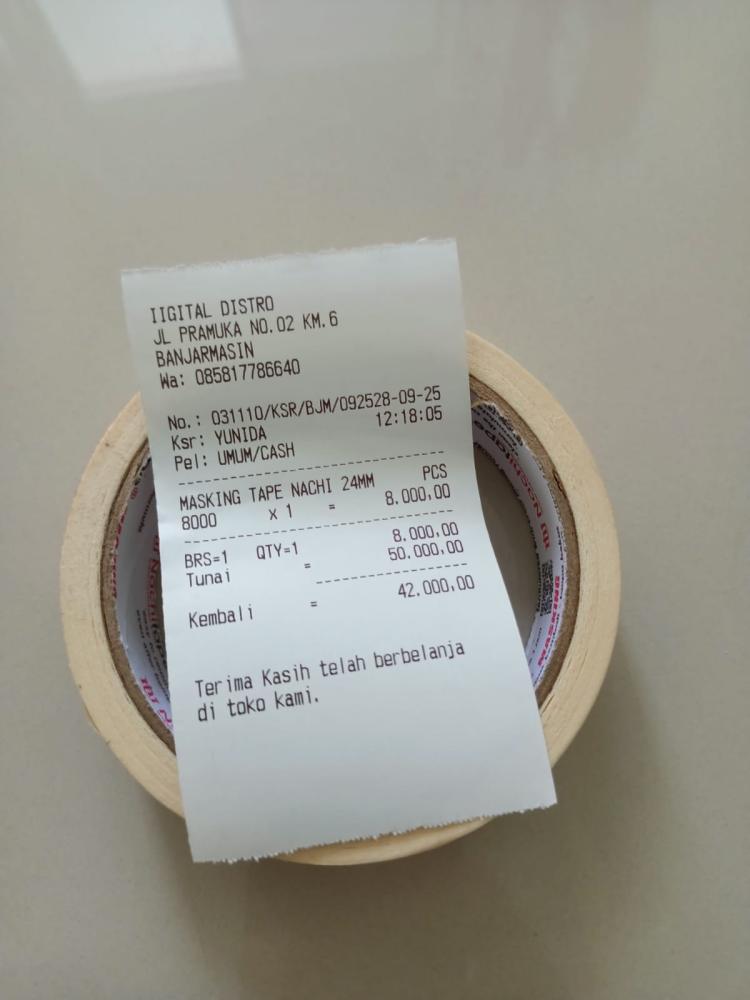 IIGITAL DISTRO
JL PRAMUKA NO.02 KM.6
BANJARMASIN
Wa: 085817786640
No.: 031110/KSR/BJM/092528-09-25
Ksr: YUNIDA 12:18:05
Pel: UMUM/CASH
MASKING TAPE NACHI 24MM PCS
8000 x 1 = 8.000,00
BRS=1 QTY=1 8.000,00
Tunai = 50.000,00
Kembali = 42.000,00
Terima Kasih telah berbelanja
di toko kami.
MASKING